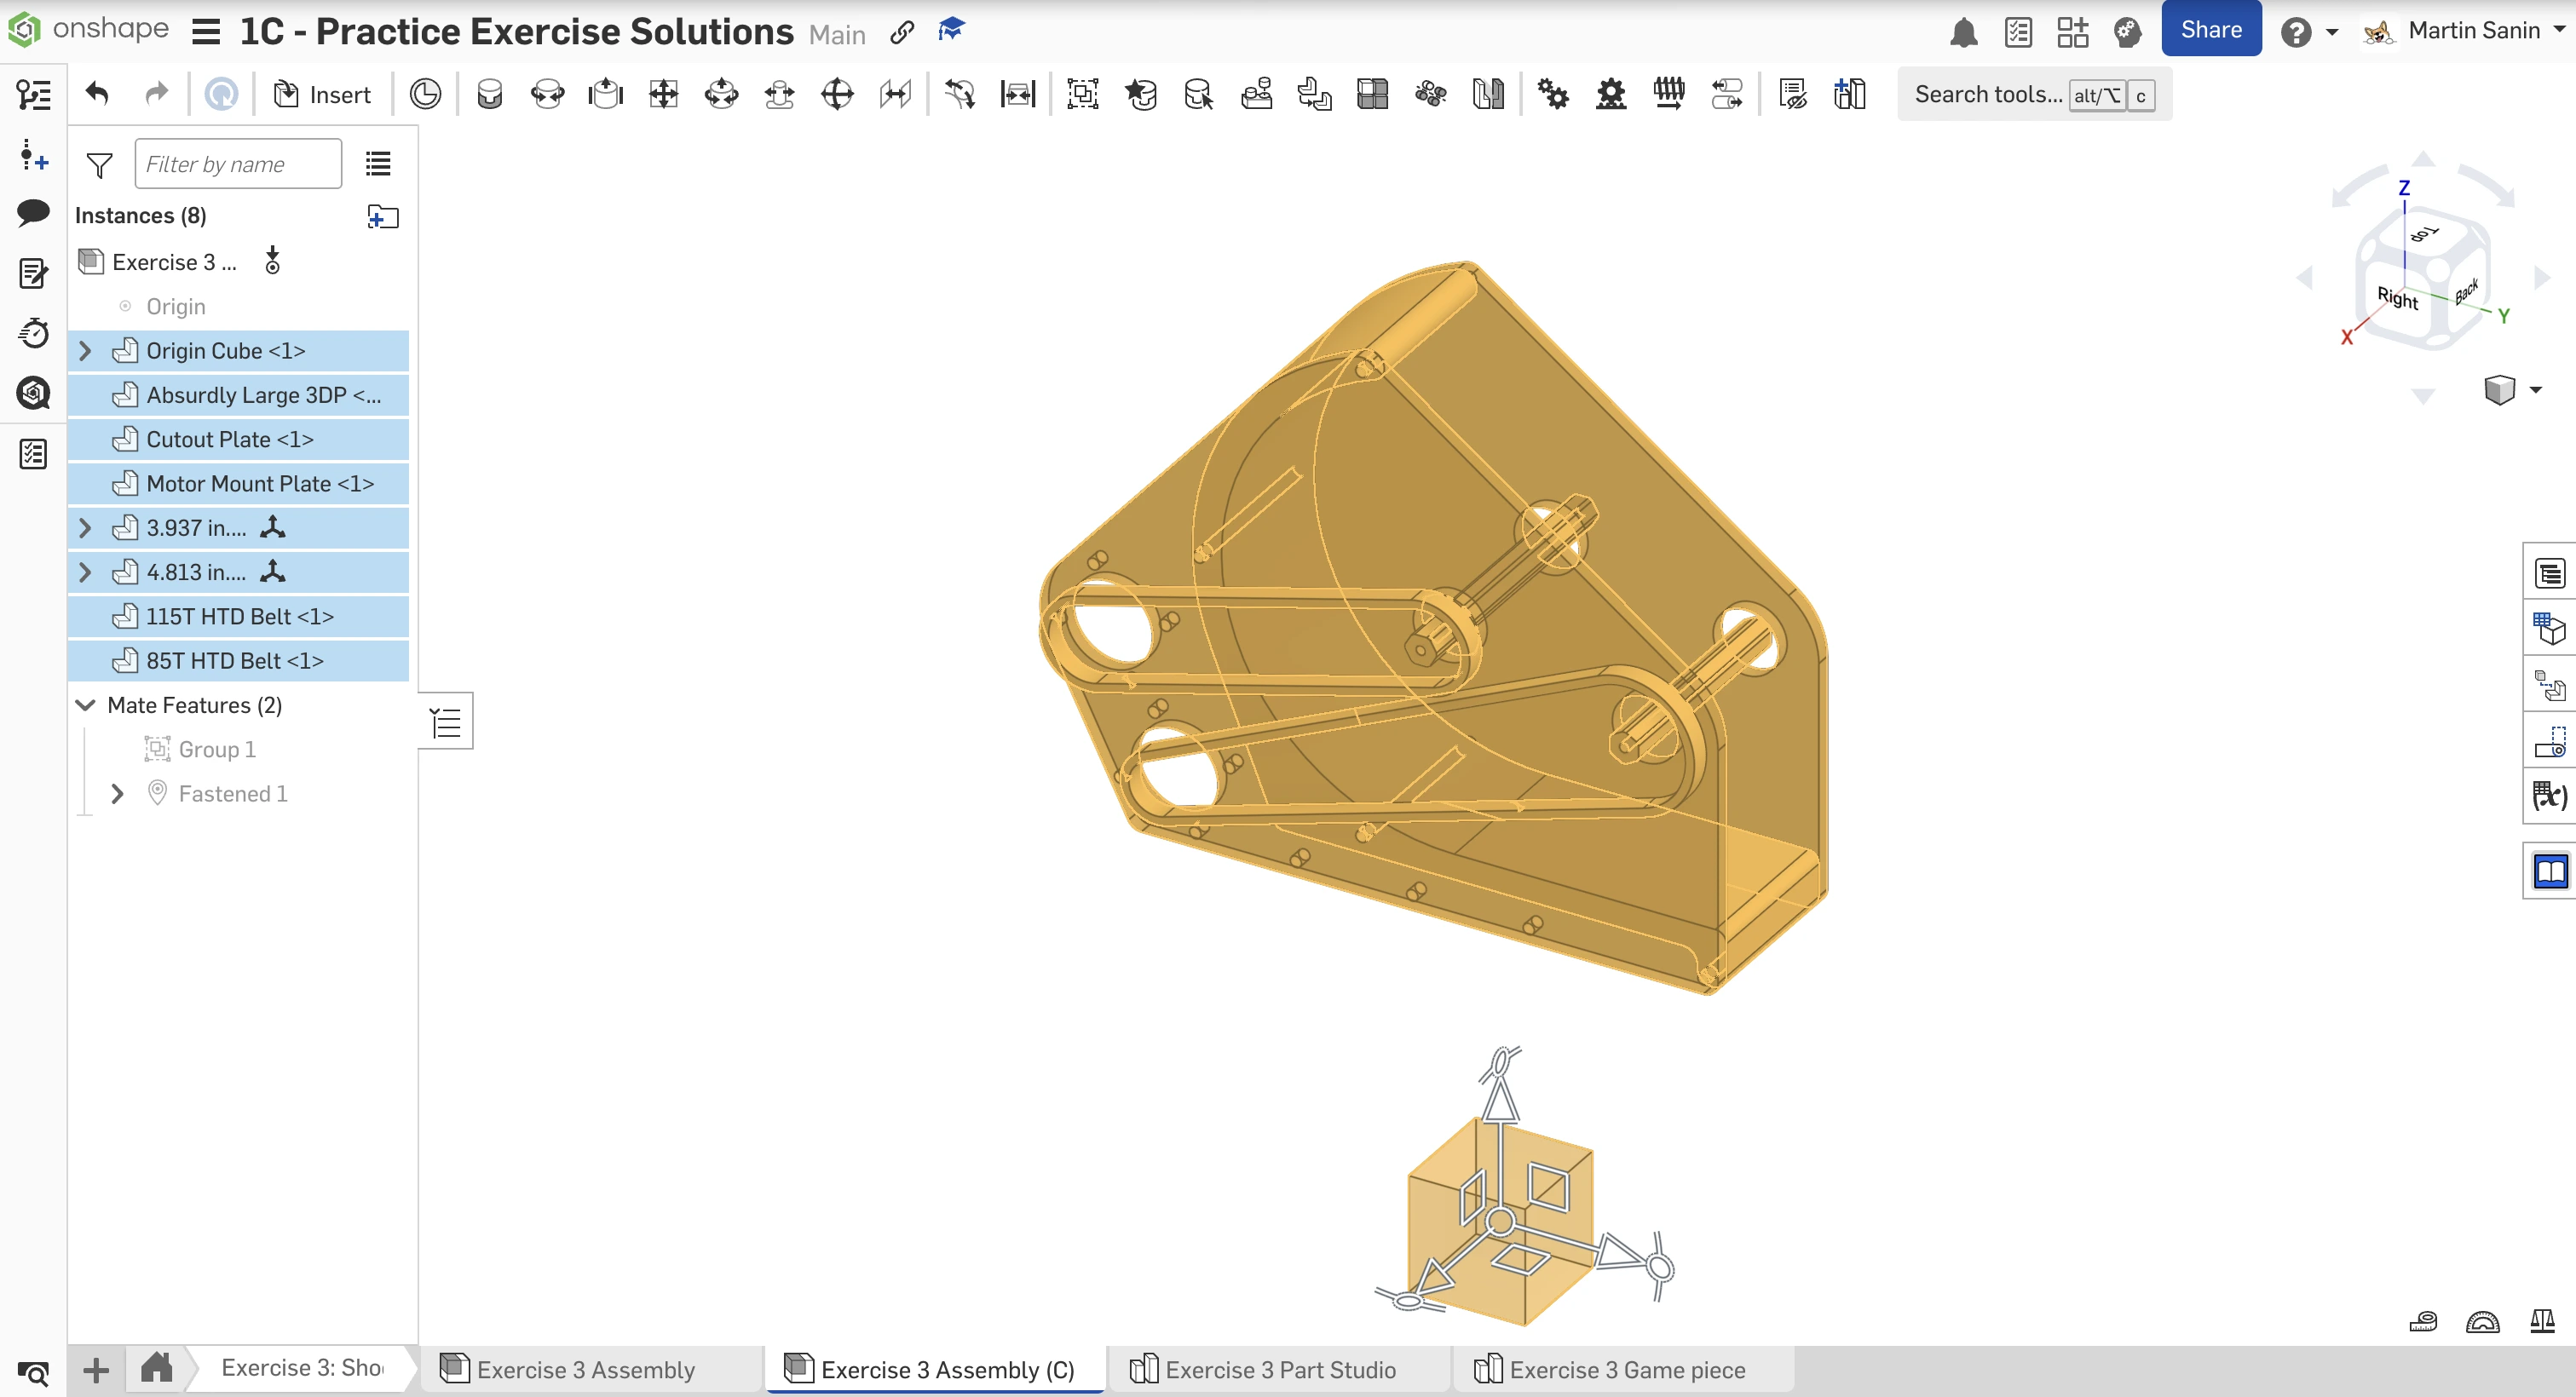 onshape 1C - Practice Exercise Solutions Main Share Martin Sanin
Insert Search tools... alt/⌥ c
Filter by name
Instances (8)
Exercise 3 ...
Origin
Origin Cube <1>
Absurdly Large 3DP <...
Cutout Plate <1>
Motor Mount Plate <1>
3.937 in....
4.813 in....
115T HTD Belt <1>
85T HTD Belt <1>
Mate Features (2)
Group 1
Fastened 1
Z
Top
Right
Back
X
Y
(x)
Exercise 3: Sho
Exercise 3 Assembly
Exercise 3 Assembly (C)
Exercise 3 Part Studio
Exercise 3 Game piece